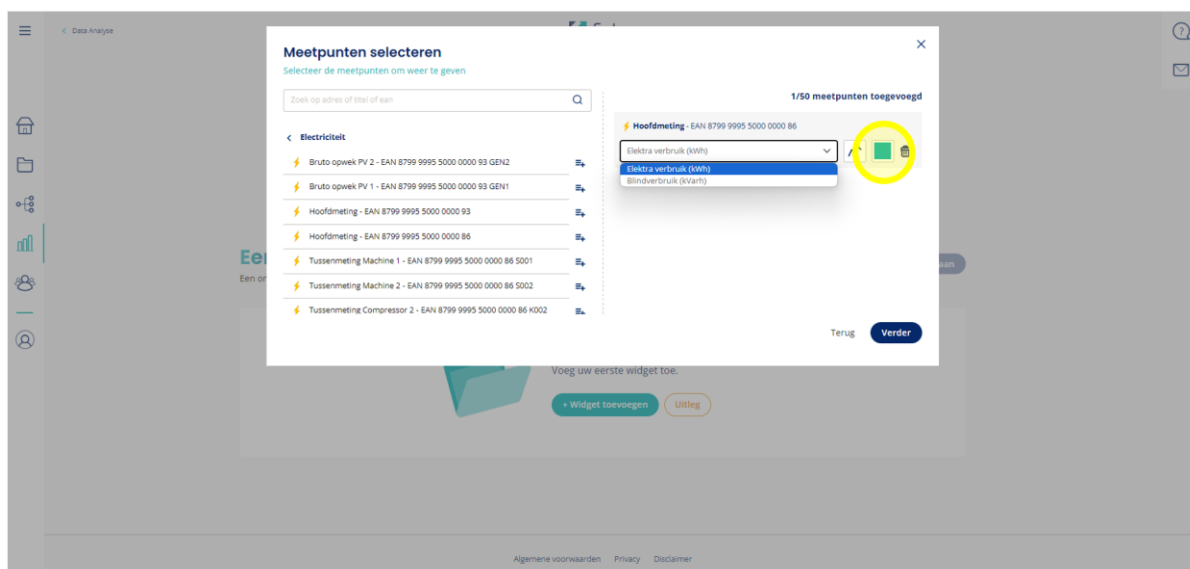 < Data Analyse
Meetpunten selecteren
Selecteer de meetpunten om weer te geven
Zoek op adres of titel of ean
1/50 meetpunten toegevoegd
< Electriciteit
Bruto opwek PV 2 - EAN 8799 9995 5000 0000 93 GEN2
Bruto opwek PV 1 - EAN 8799 9995 5000 0000 93 GEN1
Hoofdmeting - EAN 8799 9995 5000 0000 93
Hoofdmeting - EAN 8799 9995 5000 0000 86
Tussenmeting Machine 1 - EAN 8799 9995 5000 0000 86 S001
Tussenmeting Machine 2 - EAN 8799 9995 5000 0000 86 S002
Tussenmeting Compressor 2 - EAN 8799 9995 5000 0000 86 K002
Hoofdmeting - EAN 8799 9995 5000 0000 86
Elektra verbruik (kWh)
Elektra verbruik (kWh)
Blindverbruik (kVarh)
Terug
Verder
Een or
aan
Voeg uw eerste widget toe.
+ Widget toevoegen
Uitleg
Algemene voorwaarden Privacy Disclaimer